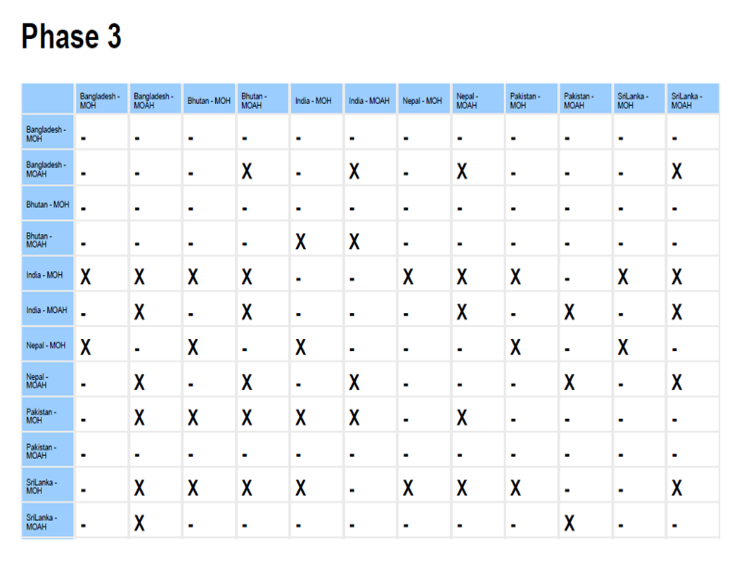 Phase 3
Bangladesh - MOH Bangladesh - MOAH Bhutan - MOH Bhutan - MOAH India - MOH India - MOAH Nepal - MOH Nepal - MOAH Pakistan - MOH Pakistan - MOAH SriLanka - MOH SriLanka - MOAH
Bangladesh - MOH - - - - - - - - - - - -
Bangladesh - MOAH - - - X - X - X - - - X
Bhutan - MOH - - - - - - - - - - - -
Bhutan - MOAH - - - - X X - - - - - -
India - MOH X X X X - - X X X - X X
India - MOAH - X - X - - - X - X - X
Nepal - MOH X - X - X - - - X - X -
Nepal - MOAH - X - X - X - - - X - X
Pakistan - MOH - X X X X X - X - - - -
Pakistan - MOAH - - - - - - - - - - - -
SriLanka - MOH - X X X X - X X X - - X
SriLanka - MOAH - X - - - - - - - X - -